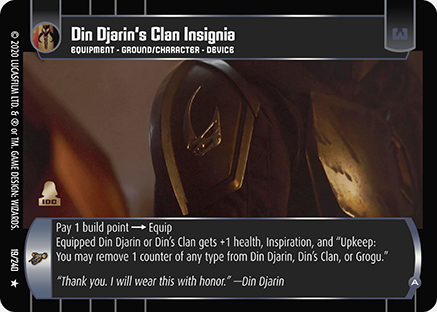 Din Djarin's Clan Insignia
EQUIPMENT - GROUND/CHARACTER - DEVICE
© 2020 LUCASFILM LTD. & ® or TM. GAME DESIGN: WIZARDS.
IDC
Pay 1 build point → Equip
Equipped Din Djarin or Din's Clan gets +1 health, Inspiration, and “Upkeep:
You may remove 1 counter of any type from Din Djarin, Din's Clan, or Grogu.”
“Thank you. I will wear this with honor.” —Din Djarin
A